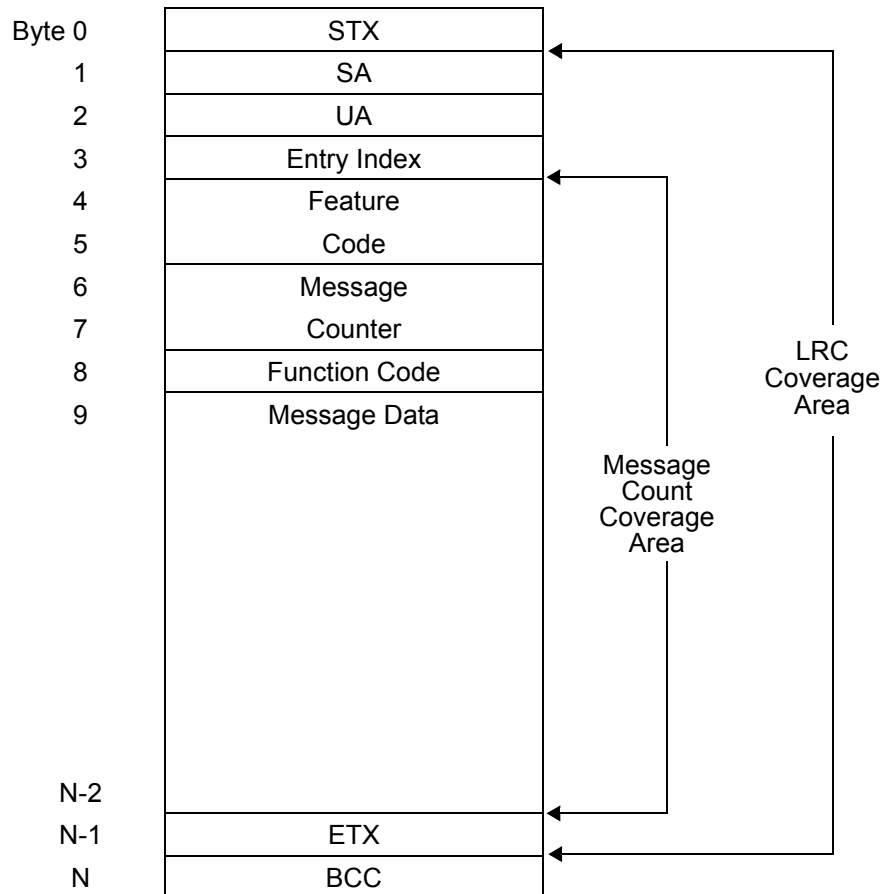 Byte 0 STX
1 SA
2 UA
3 Entry Index
4 Feature
5 Code
6 Message
7 Counter
8 Function Code
9 Message Data
LRC
Coverage
Area
Message
Count
Coverage
Area
N-2
N-1 ETX
N BCC